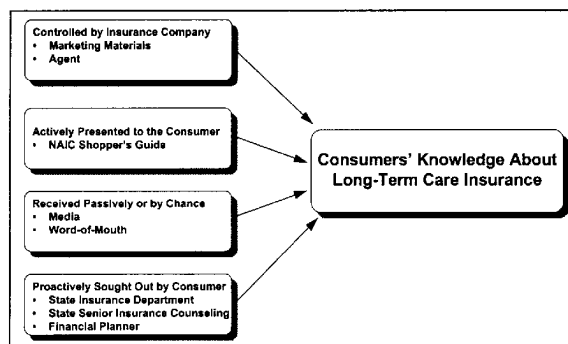 Controlled by Insurance Company
• Marketing Materials
• Agent
Actively Presented to the Consumer
• NAIC Shopper's Guide
Received Passively or by Chance
• Media
• Word-of-Mouth
Proactively Sought Out by Consumer
• State Insurance Department
• State Senior Insurance Counseling
• Financial Planner
Consumers' Knowledge About
Long-Term Care Insurance